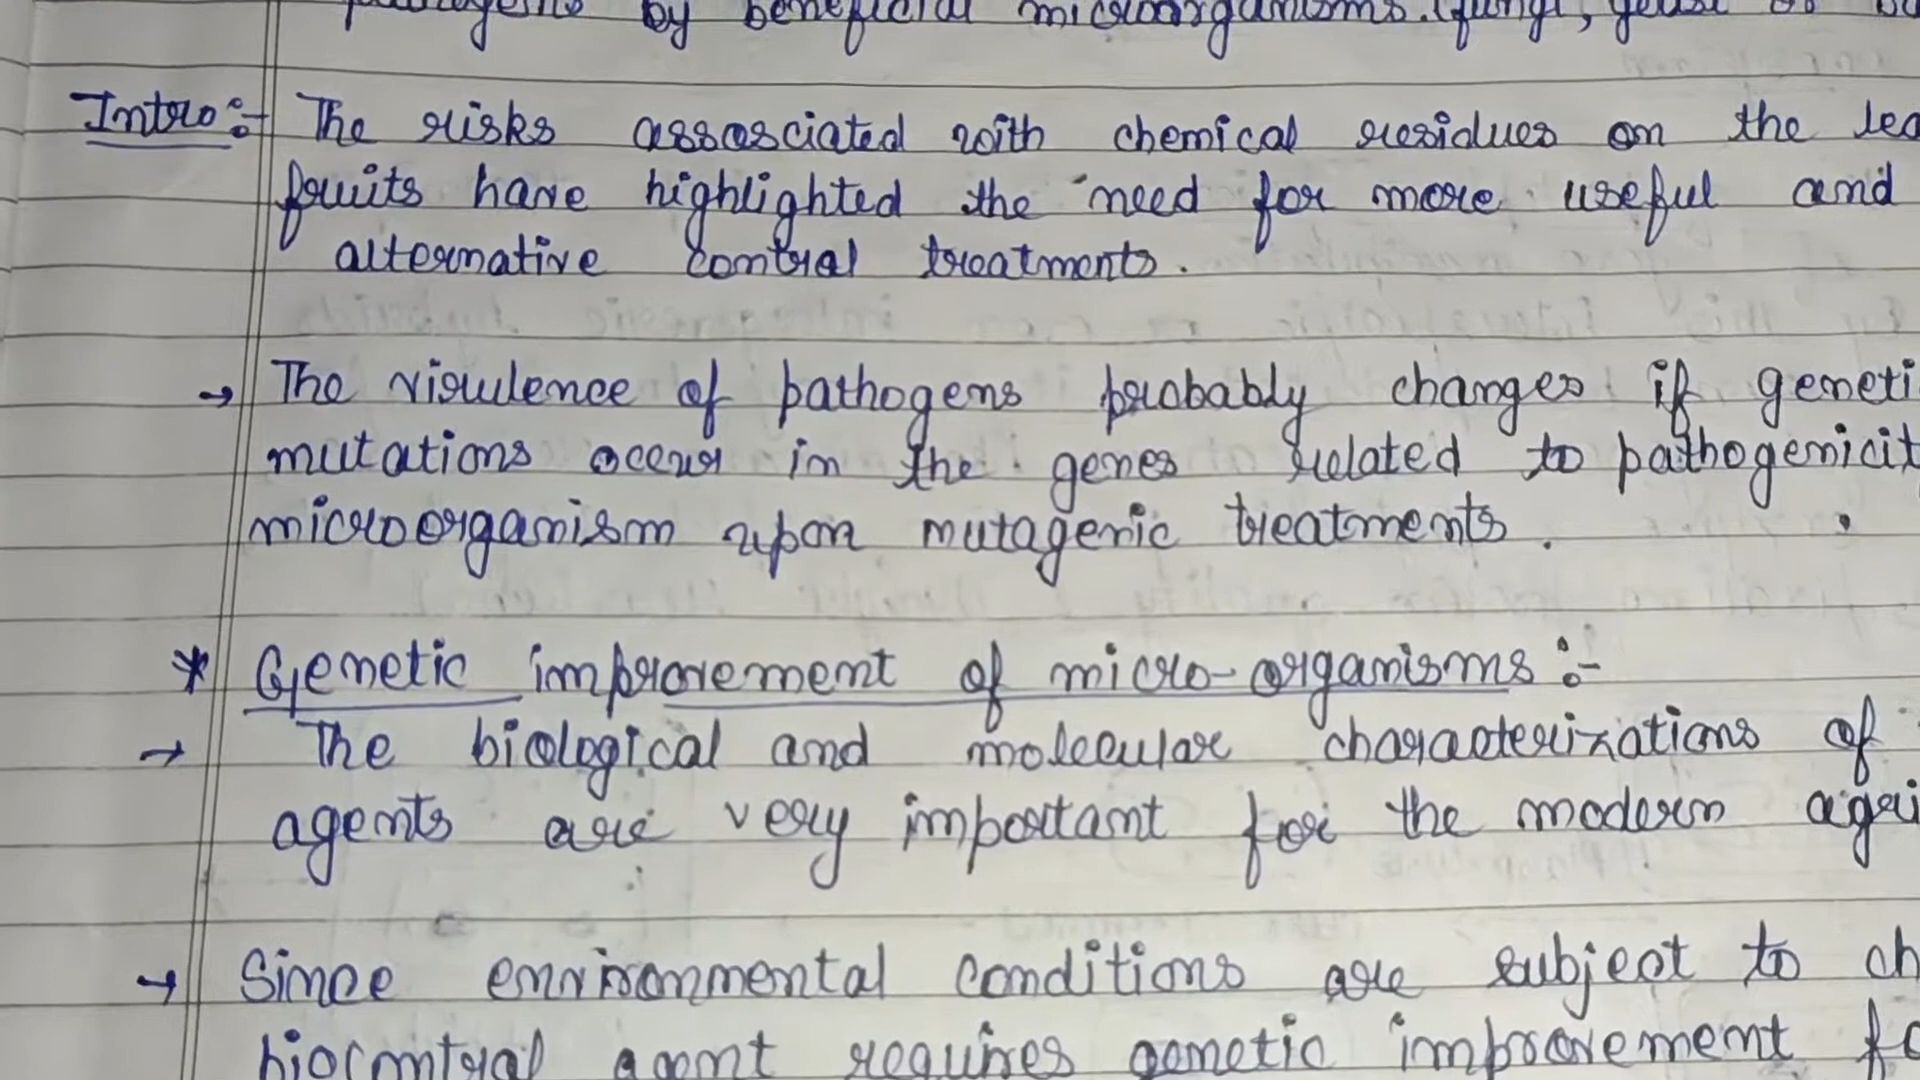 by beneficial microorganisms. (fungi, yeast or
Intro:- The risks assosciated with chemical residues on the lea
fruits have highlighted the need for more useful and
alternative control treatments.
→ The virulence of pathogens probably changes if geneti
mutations occur in the genes related to pathogenicit
microorganism upon mutagenic treatments.
* Genetic improvement of micro-organisms :-
→ The biological and molecular characterizations of
agents are very important for the modern agri
→ Since environmental conditions are subject to ch
biocontrol agent requires genetic improvement fo